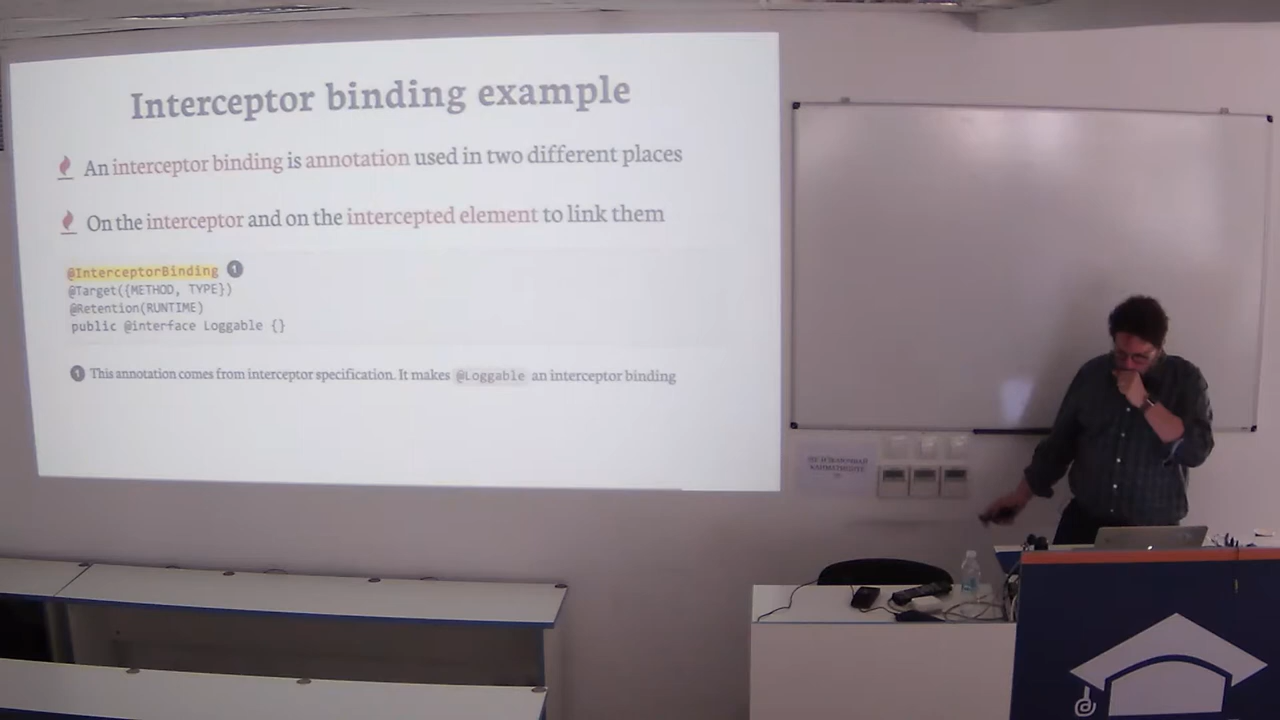 Interceptor binding example
An interceptor binding is annotation used in two different places
On the interceptor and on the intercepted element to link them
@InterceptorBinding 1
@Target({METHOD, TYPE})
@Retention(RUNTIME)
public @interface Loggable {}
1 This annotation comes from interceptor specification. It makes @Loggable an interceptor binding
@